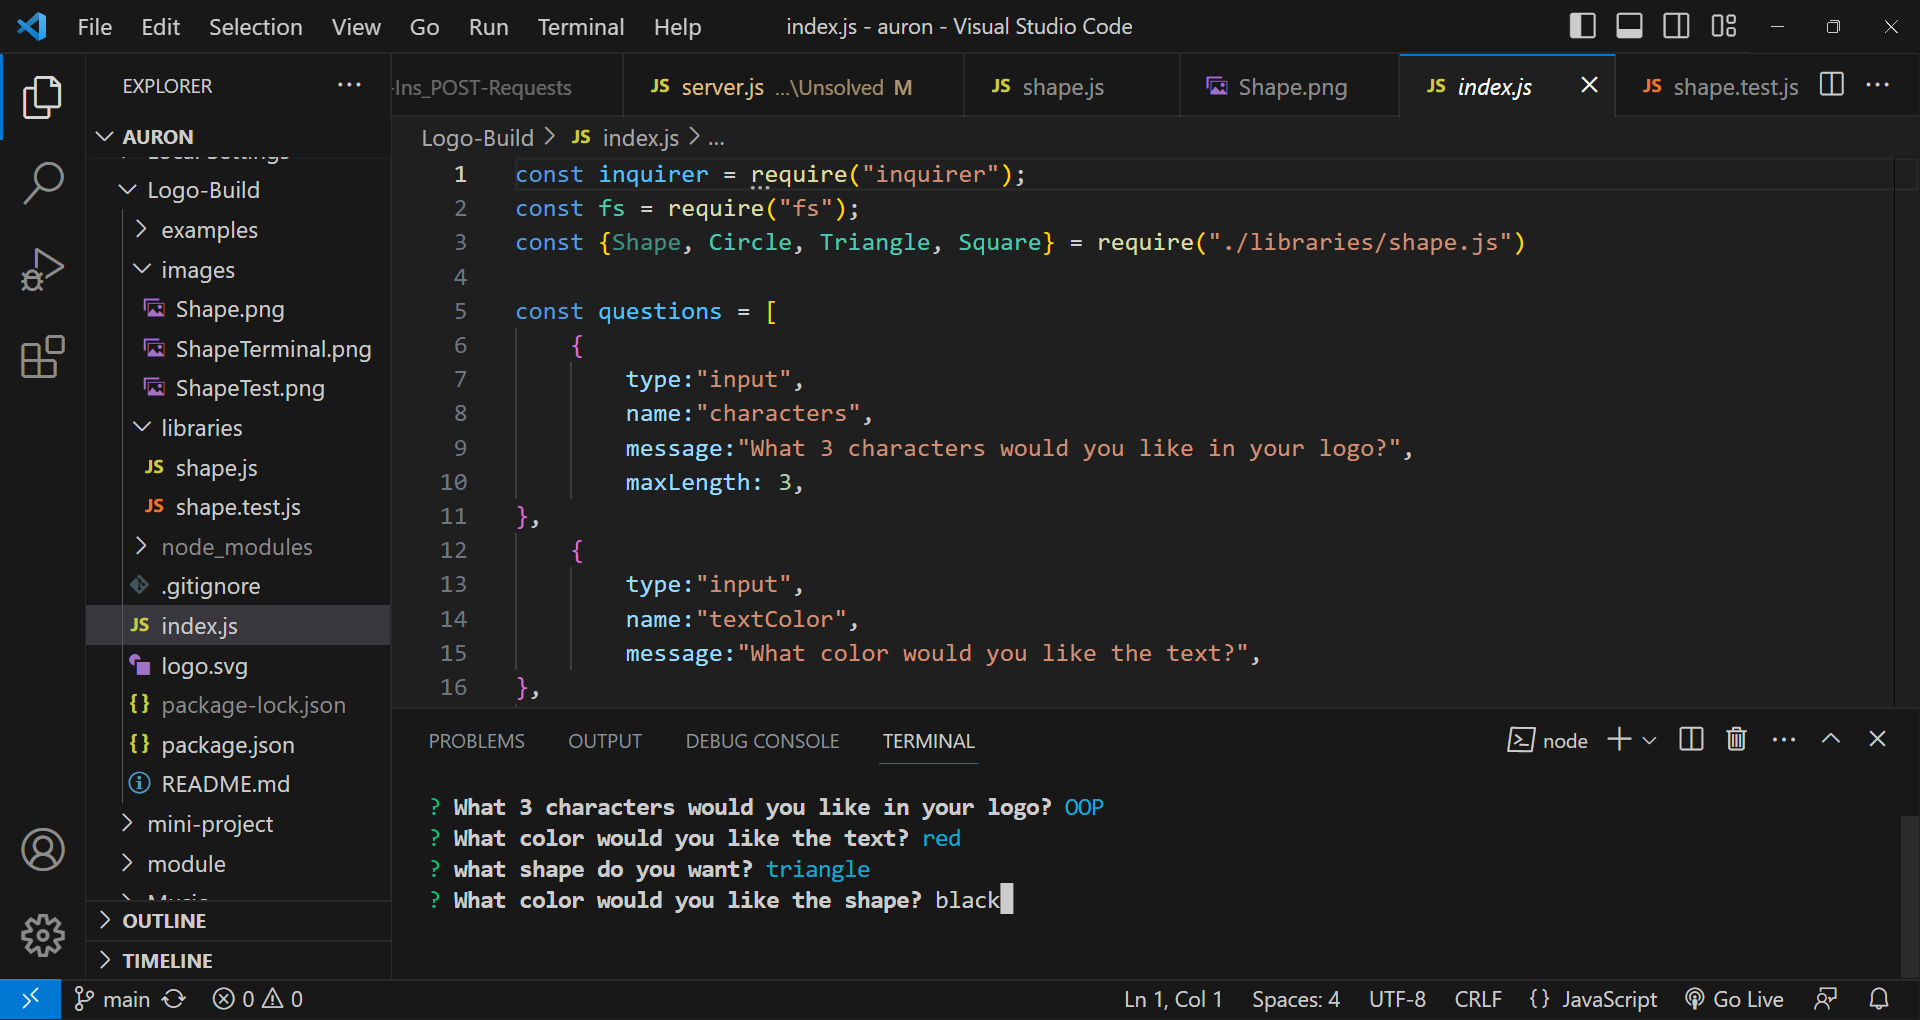 File Edit Selection View Go Run Terminal Help index.js - auron - Visual Studio Code
EXPLORER
-Ins_POST-Requests
JS server.js ...\Unsolved M
JS shape.js
Shape.png
JS index.js
JS shape.test.js
AURON
Local Settings
Logo-Build
examples
images
Shape.png
ShapeTerminal.png
ShapeTest.png
libraries
JS shape.js
JS shape.test.js
node_modules
.gitignore
JS index.js
logo.svg
{} package-lock.json
{} package.json
README.md
mini-project
module
OUTLINE
TIMELINE
Logo-Build > JS index.js > ...
1 const inquirer = require("inquirer");
2 const fs = require("fs");
3 const {Shape, Circle, Triangle, Square} = require("./libraries/shape.js")
4
5 const questions = [
6 {
7 type:"input",
8 name:"characters",
9 message:"What 3 characters would you like in your logo?",
10 maxLength: 3,
11 },
12 {
13 type:"input",
14 name:"textColor",
15 message:"What color would you like the text?",
16 },
PROBLEMS OUTPUT DEBUG CONSOLE TERMINAL
node
? What 3 characters would you like in your logo? OOP
? What color would you like the text? red
? what shape do you want? triangle
? What color would you like the shape? black
main 0 0 Ln 1, Col 1 Spaces: 4 UTF-8 CRLF {} JavaScript Go Live